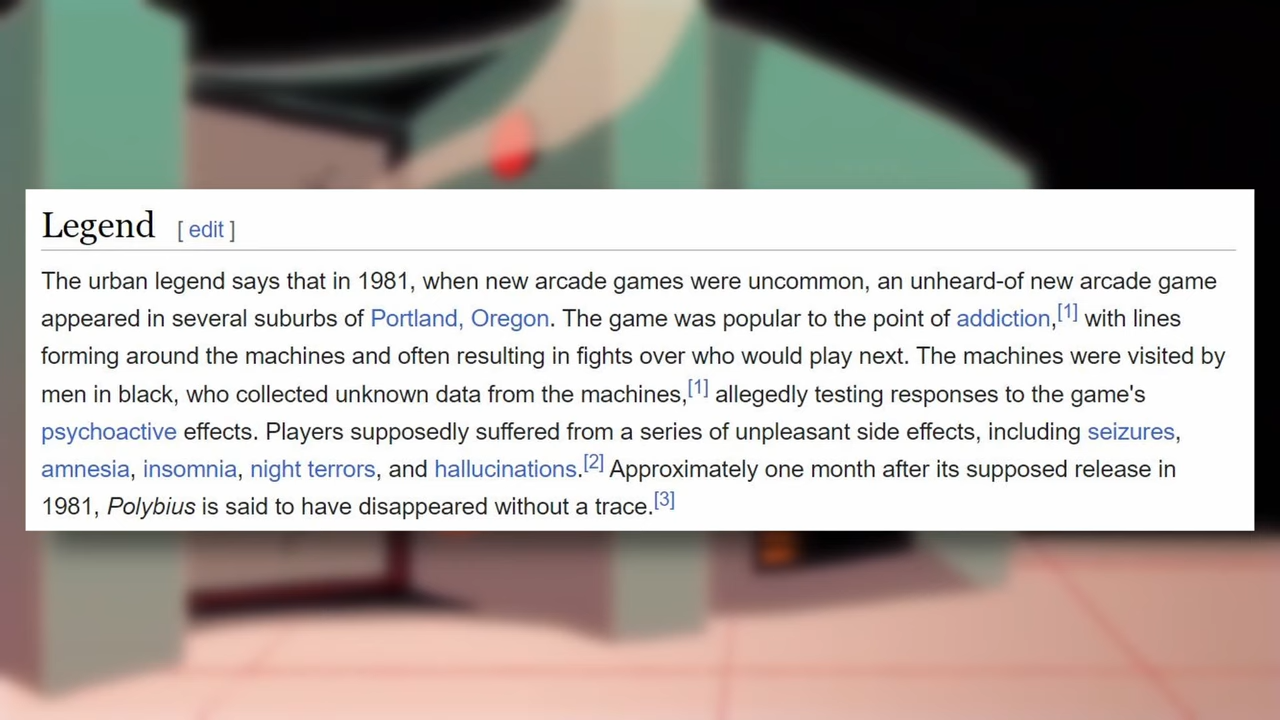 Legend [ edit ]
The urban legend says that in 1981, when new arcade games were uncommon, an unheard-of new arcade game
appeared in several suburbs of Portland, Oregon. The game was popular to the point of addiction,[1] with lines
forming around the machines and often resulting in fights over who would play next. The machines were visited by
men in black, who collected unknown data from the machines,[1] allegedly testing responses to the game's
psychoactive effects. Players supposedly suffered from a series of unpleasant side effects, including seizures,
amnesia, insomnia, night terrors, and hallucinations.[2] Approximately one month after its supposed release in
1981, Polybius is said to have disappeared without a trace.[3]